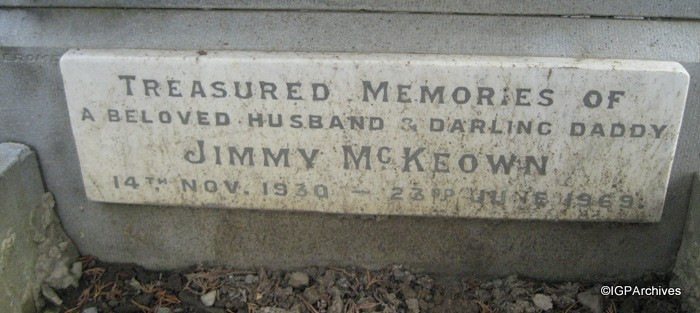 TREASURED MEMORIES OF
A BELOVED HUSBAND & DARLING DADDY
JIMMY McKEOWN
14TH NOV. 1930 — 23RD JUNE 1969.
©IGPArchives